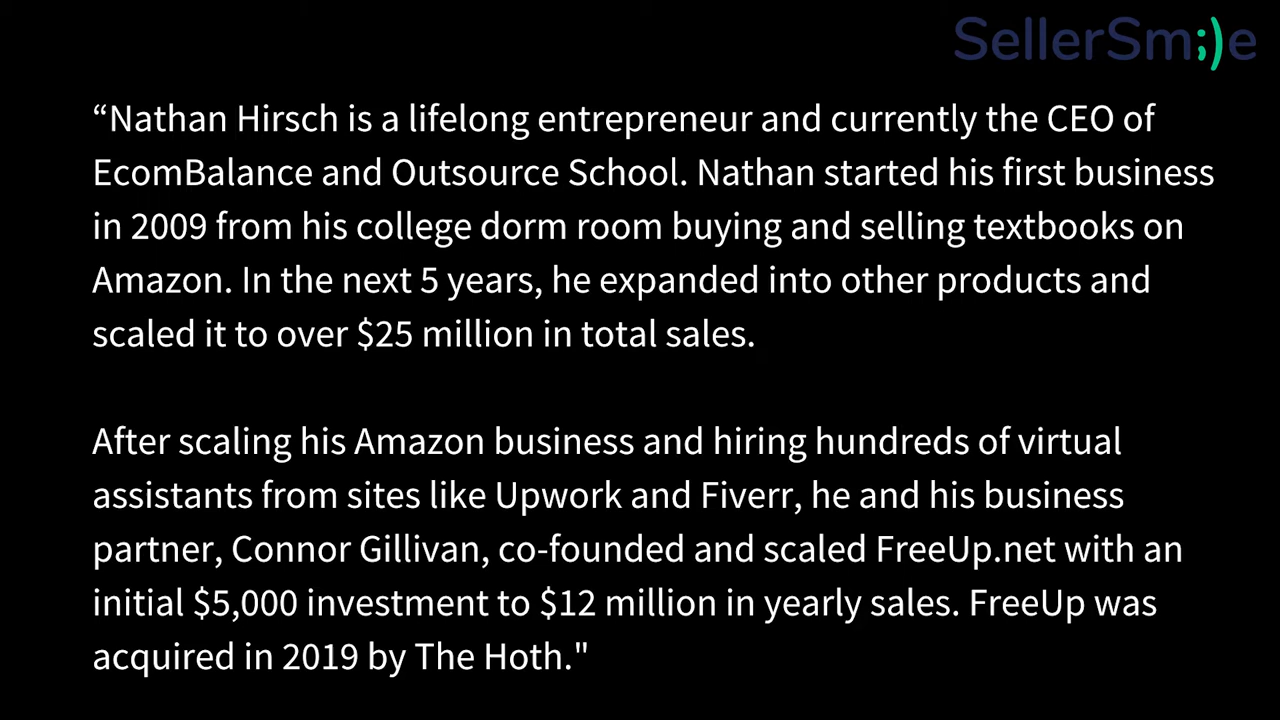 SellerSm;)e
“Nathan Hirsch is a lifelong entrepreneur and currently the CEO of
EcomBalance and Outsource School. Nathan started his first business
in 2009 from his college dorm room buying and selling textbooks on
Amazon. In the next 5 years, he expanded into other products and
scaled it to over $25 million in total sales.
After scaling his Amazon business and hiring hundreds of virtual
assistants from sites like Upwork and Fiverr, he and his business
partner, Connor Gillivan, co-founded and scaled FreeUp.net with an
initial $5,000 investment to $12 million in yearly sales. FreeUp was
acquired in 2019 by The Hoth."